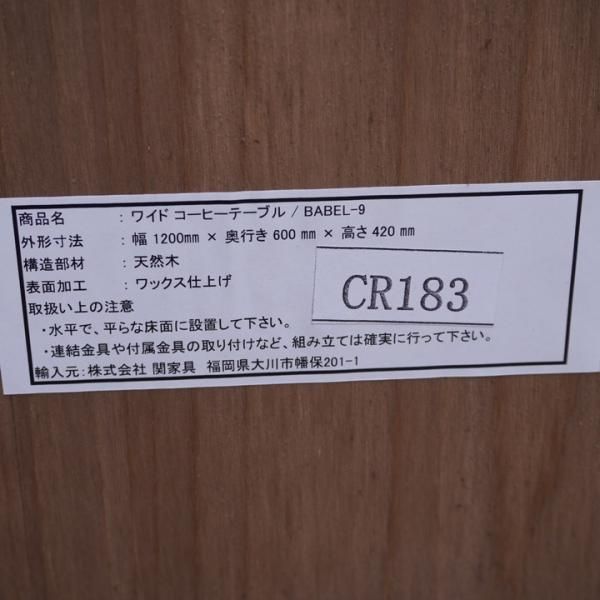 商品名 : ワイド コーヒーテーブル / BABEL-9
外形寸法 : 幅 1200㎜ × 奥行き 600 ㎜ × 高さ 420 ㎜
構造部材 : 天然木
表面加工 : ワックス仕上げ
CR183
取扱い上の注意
・水平で、平らな床面に設置して下さい。
・連結金具や付属金具の取り付けなど、組み立ては確実に行って下さい。
輸入元:株式会社 関家具 福岡県大川市幡保201-1